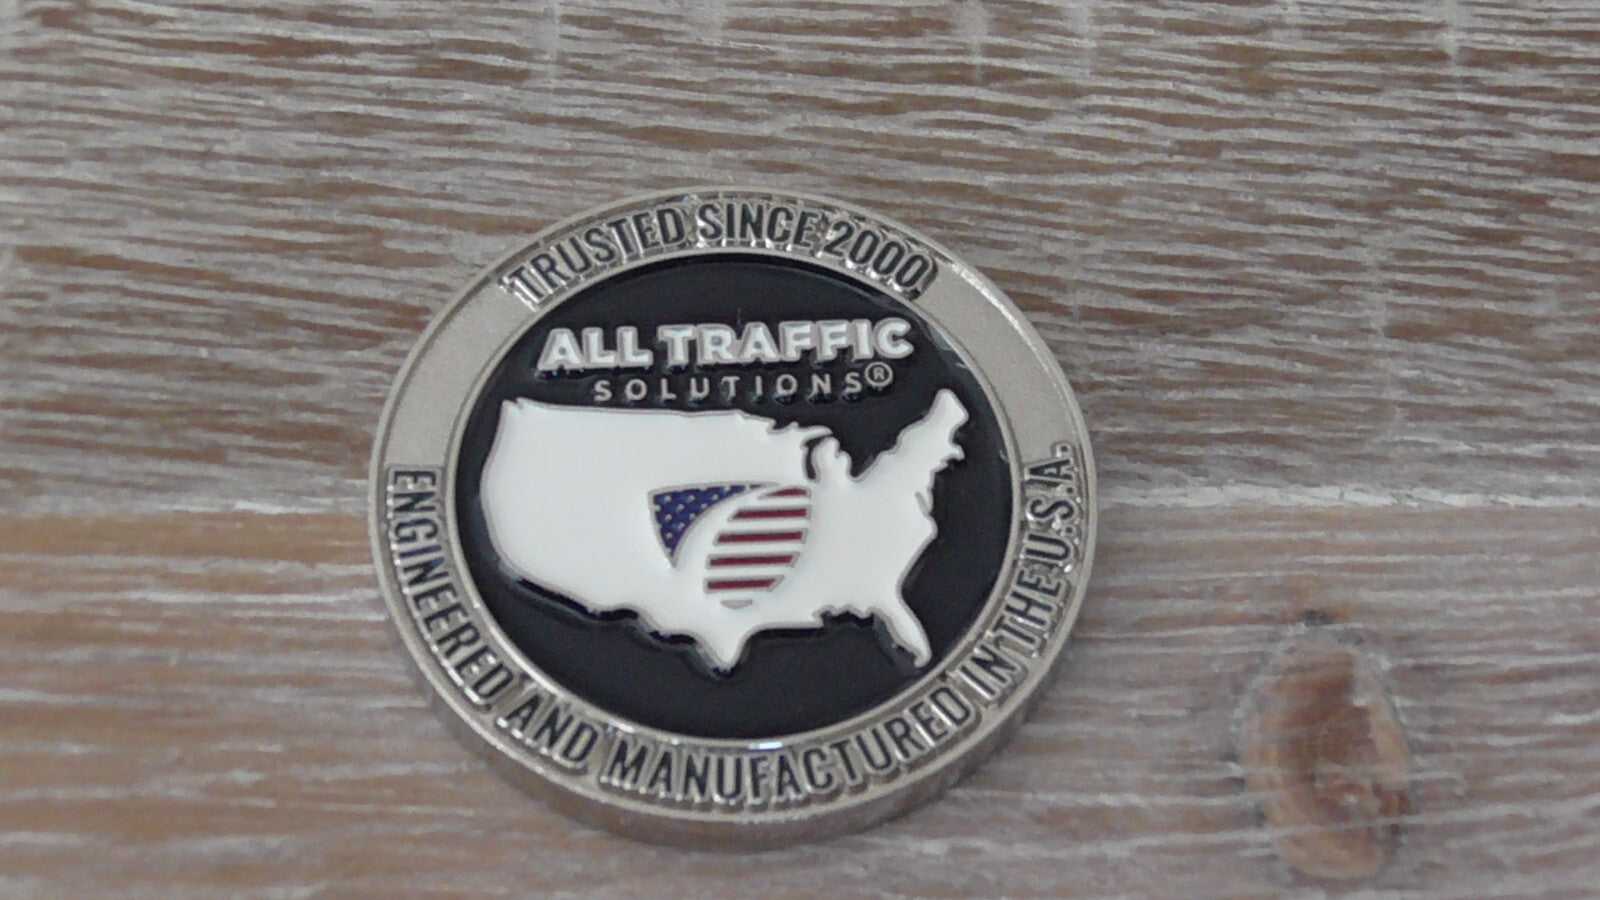 TRUSTED SINCE 2000
ALL TRAFFIC
SOLUTIONS®
ENGINEERED AND MANUFACTURED IN THE U.S.A.